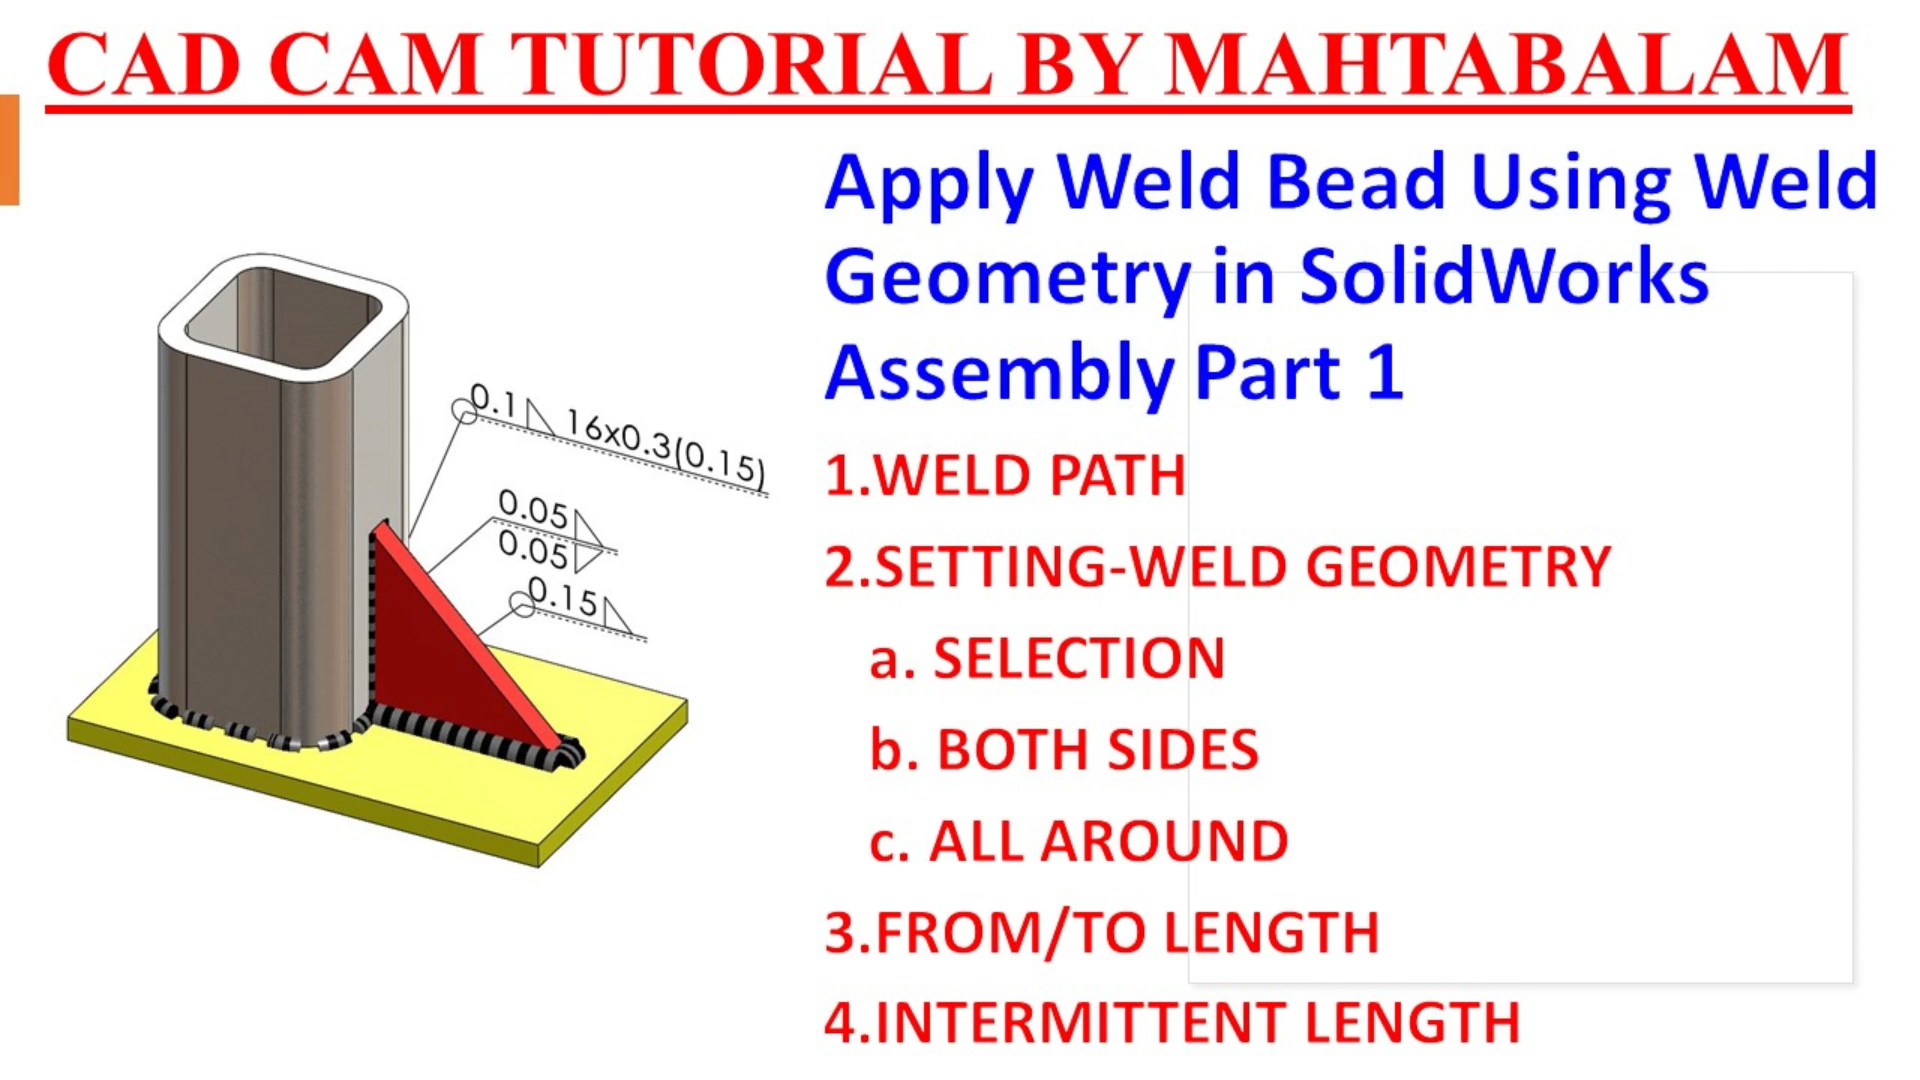 CAD CAM TUTORIAL BY MAHTABALAM
Apply Weld Bead Using Weld
Geometry in SolidWorks
Assembly Part 1
0.1 16x0.3(0.15)
0.05
0.05
0.15
1.WELD PATH
2.SETTING-WELD GEOMETRY
a. SELECTION
b. BOTH SIDES
c. ALL AROUND
3.FROM/TO LENGTH
4.INTERMITTENT LENGTH